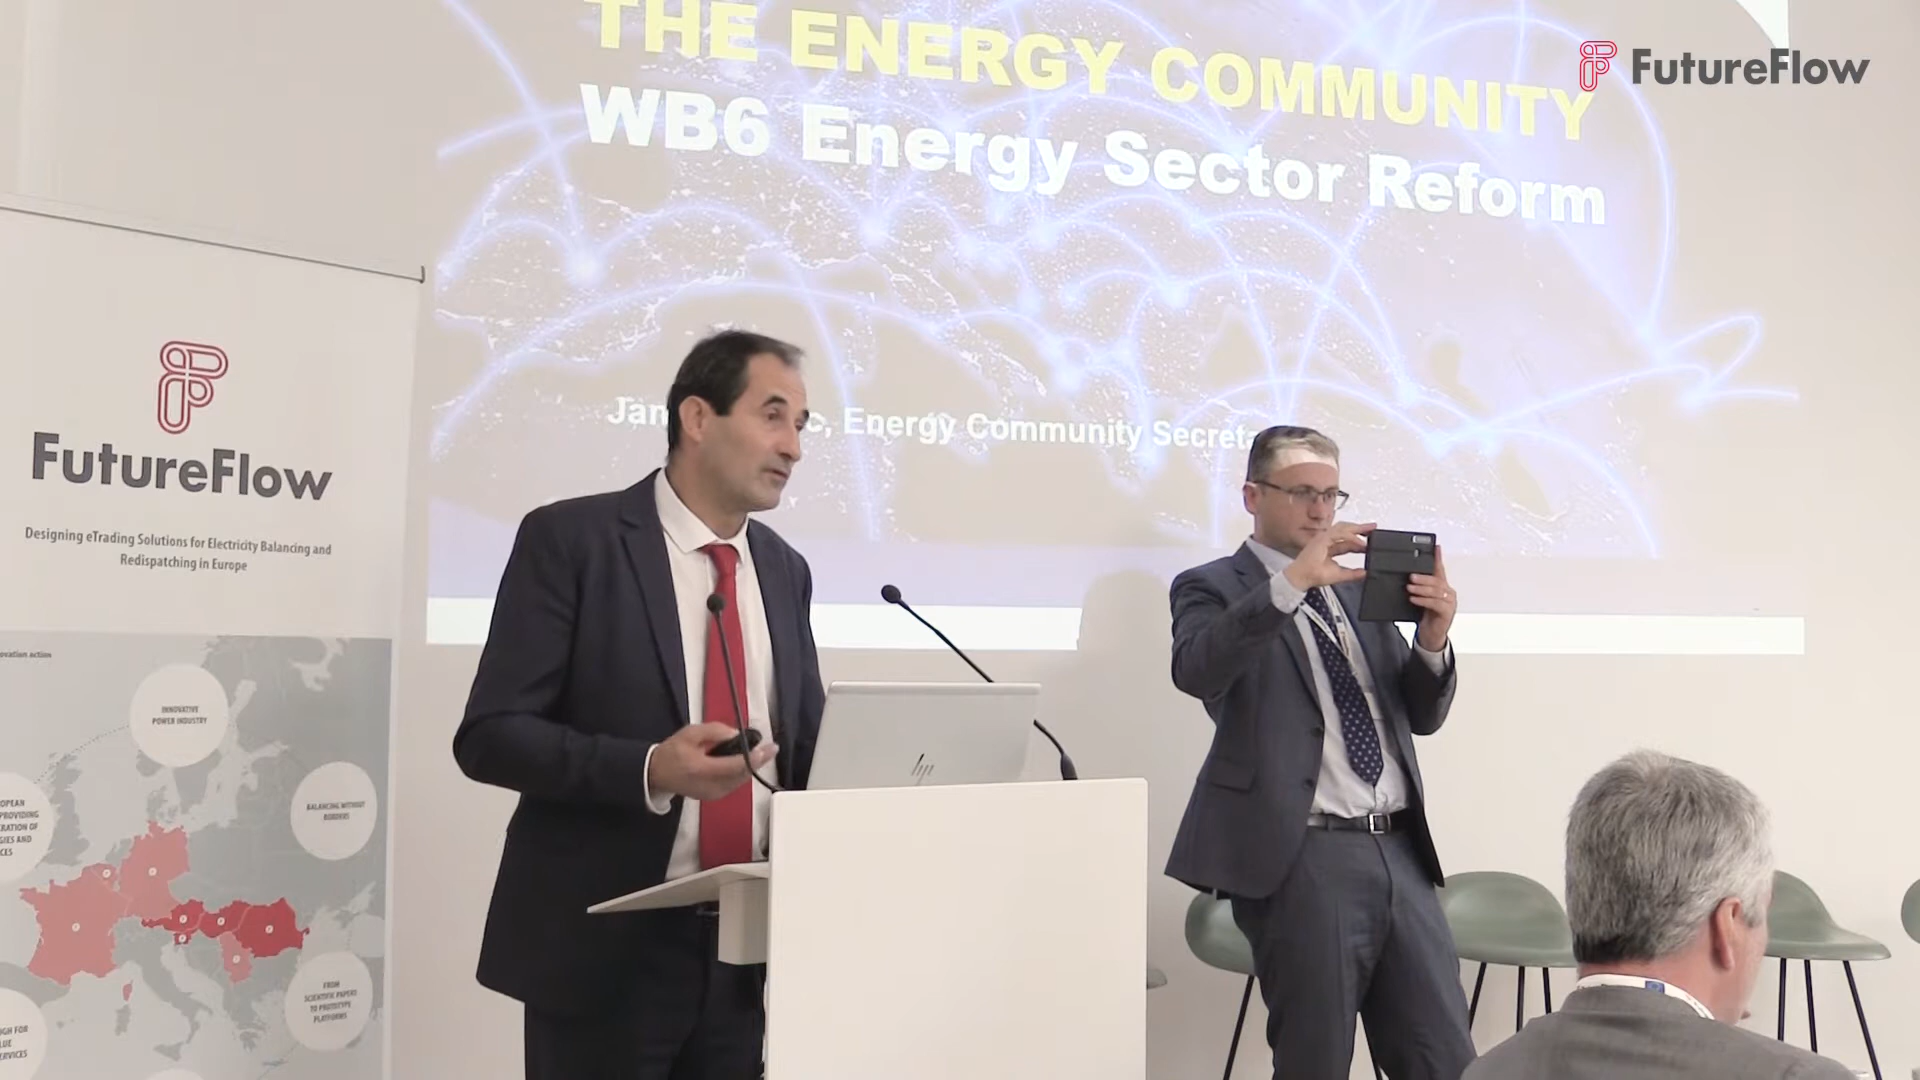 THE ENERGY COMMUNITY
WB6 Energy Sector Reform
Energy Community
FutureFlow
FutureFlow
Designing eTrading Solutions for Electricity Balancing and
Redispatching in Europe
INNOVATIVE
POWER INDUSTRY
BALANCING WITHOUT
BORDERS
FROM
SCIENTIFIC PAPERS
TO PROTOTYPE
PLATFORMS
hp